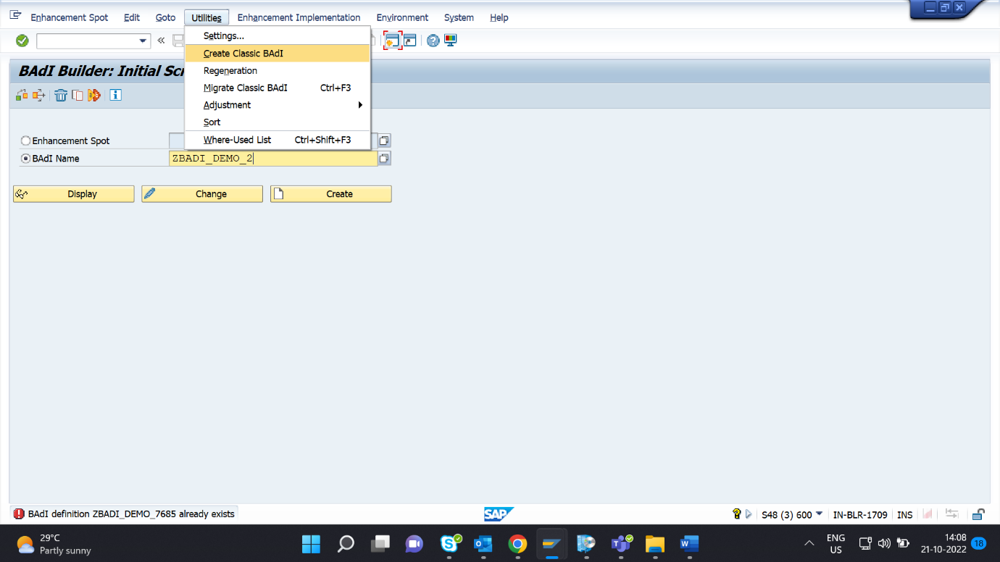 Enhancement Spot Edit Goto Utilities Enhancement Implementation Environment System Help
Settings...
Create Classic BAdI
BAdI Builder: Initial Scr
Regeneration
Migrate Classic BAdI Ctrl+F3
Adjustment
Sort
Where-Used List Ctrl+Shift+F3
Enhancement Spot
BAdI Name ZBADI_DEMO_2
Display Change Create
BAdI definition ZBADI_DEMO_7685 already exists SAP S48 (3) 600 IN-BLR-1709 INS
29°C
Partly sunny
ENG
US
14:08
21-10-2022
18